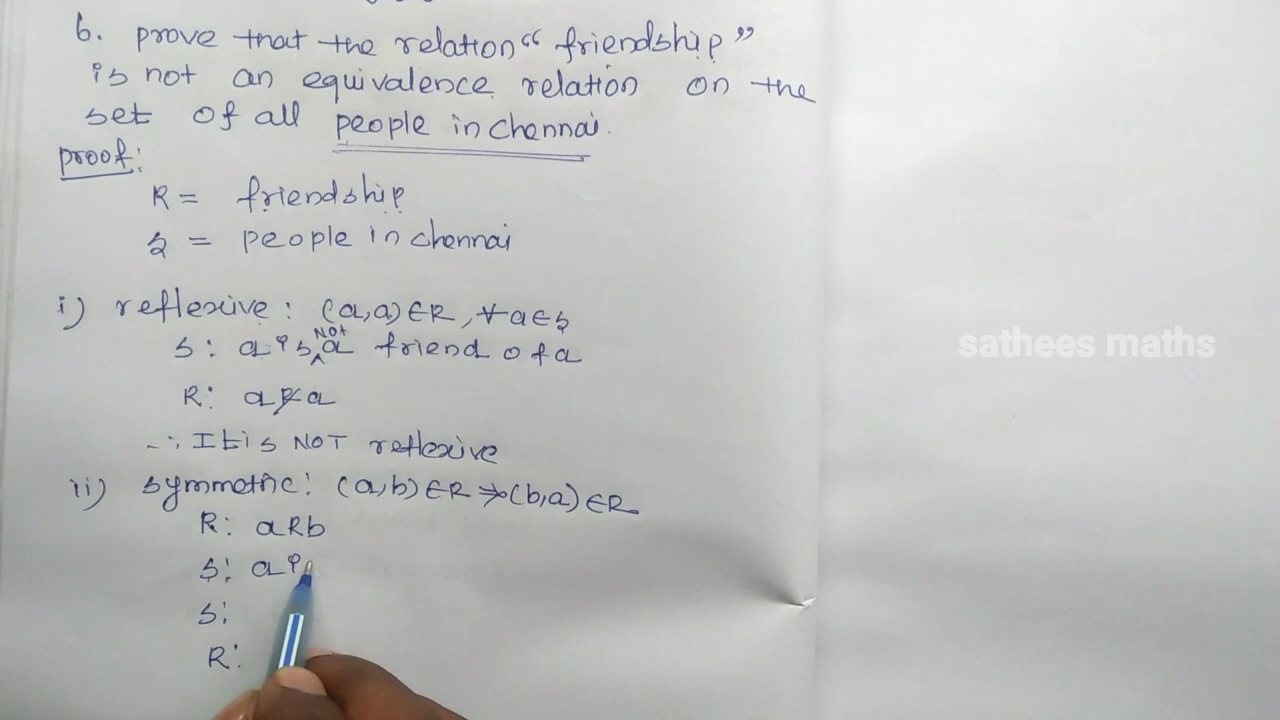 6. prove that the relation "friendship"
is not an equivalence relation on the
set of all people in chennai.
proof:
R = friendship
S = people in chennai
i) reflexive: (a,a)∈R, ∀a∈S
S: a is NOT a friend of a
R: a R̸ a
∴ It is NOT reflexive
ii) symmetric: (a,b)∈R ⇒ (b,a)∈R
R: aRb
S: a i
S:
R:
sathees maths